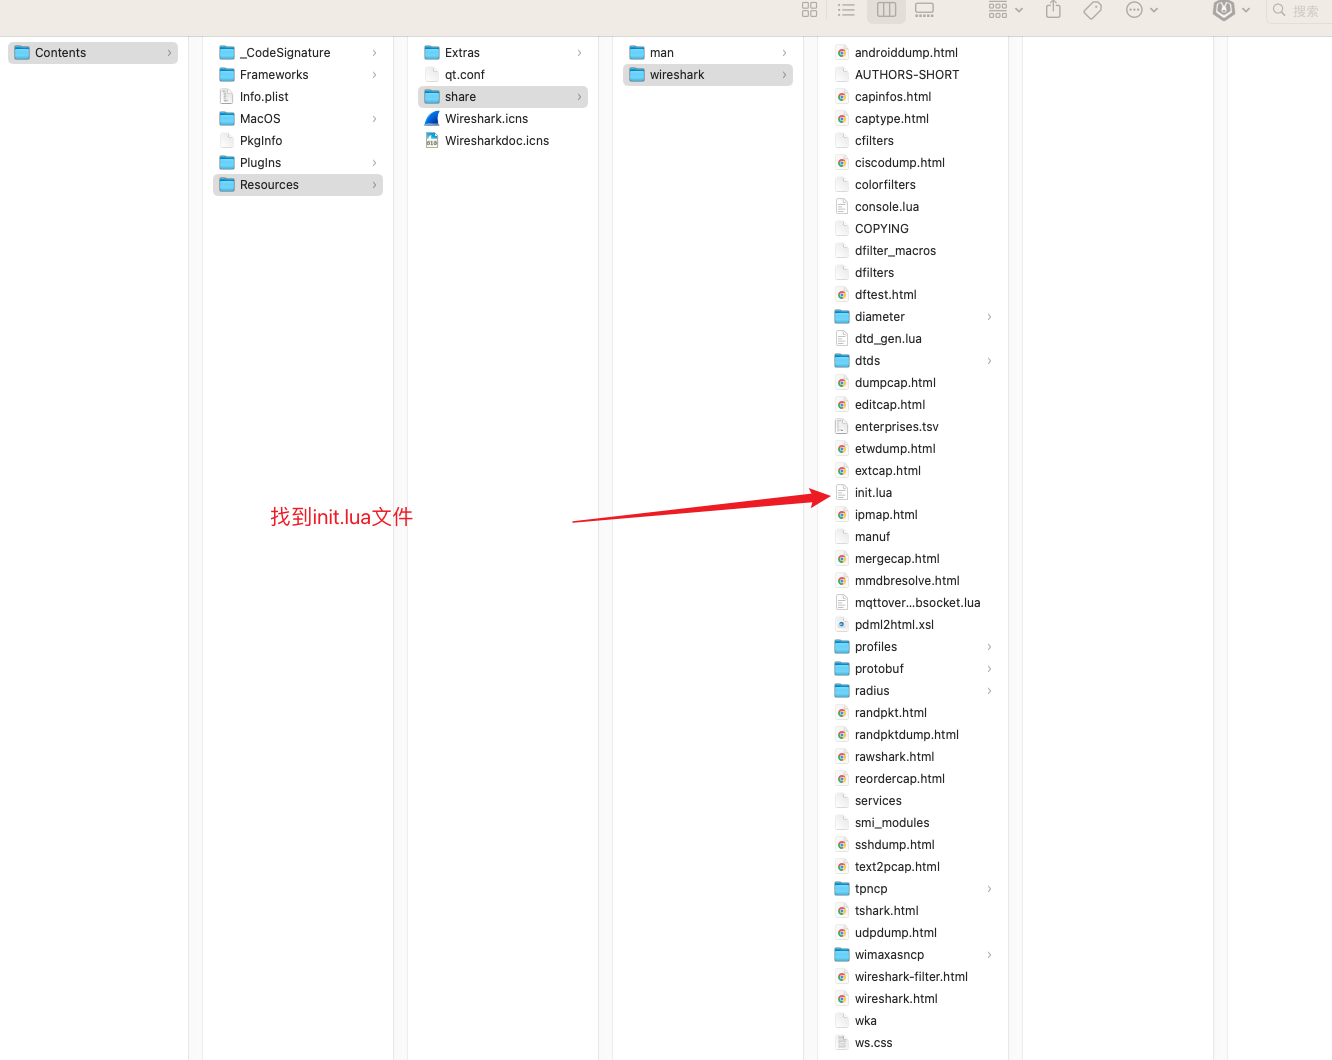 搜索
Contents
_CodeSignature
Frameworks
Info.plist
MacOS
PkgInfo
PlugIns
Resources
Extras
qt.conf
share
Wireshark.icns
Wiresharkdoc.icns
man
wireshark
androiddump.html
AUTHORS-SHORT
capinfos.html
captype.html
cfilters
ciscodump.html
colorfilters
console.lua
COPYING
dfilter_macros
dfilters
dftest.html
diameter
dtd_gen.lua
dtds
dumpcap.html
editcap.html
enterprises.tsv
etwdump.html
extcap.html
init.lua
ipmap.html
manuf
mergecap.html
mmdbresolve.html
mqttover...bsocket.lua
pdml2html.xsl
profiles
protobuf
radius
randpkt.html
randpktdump.html
rawshark.html
reordercap.html
services
smi_modules
sshdump.html
text2pcap.html
tpncp
tshark.html
udpdump.html
wimaxasncp
wireshark-filter.html
wireshark.html
wka
ws.css
找到init.lua文件